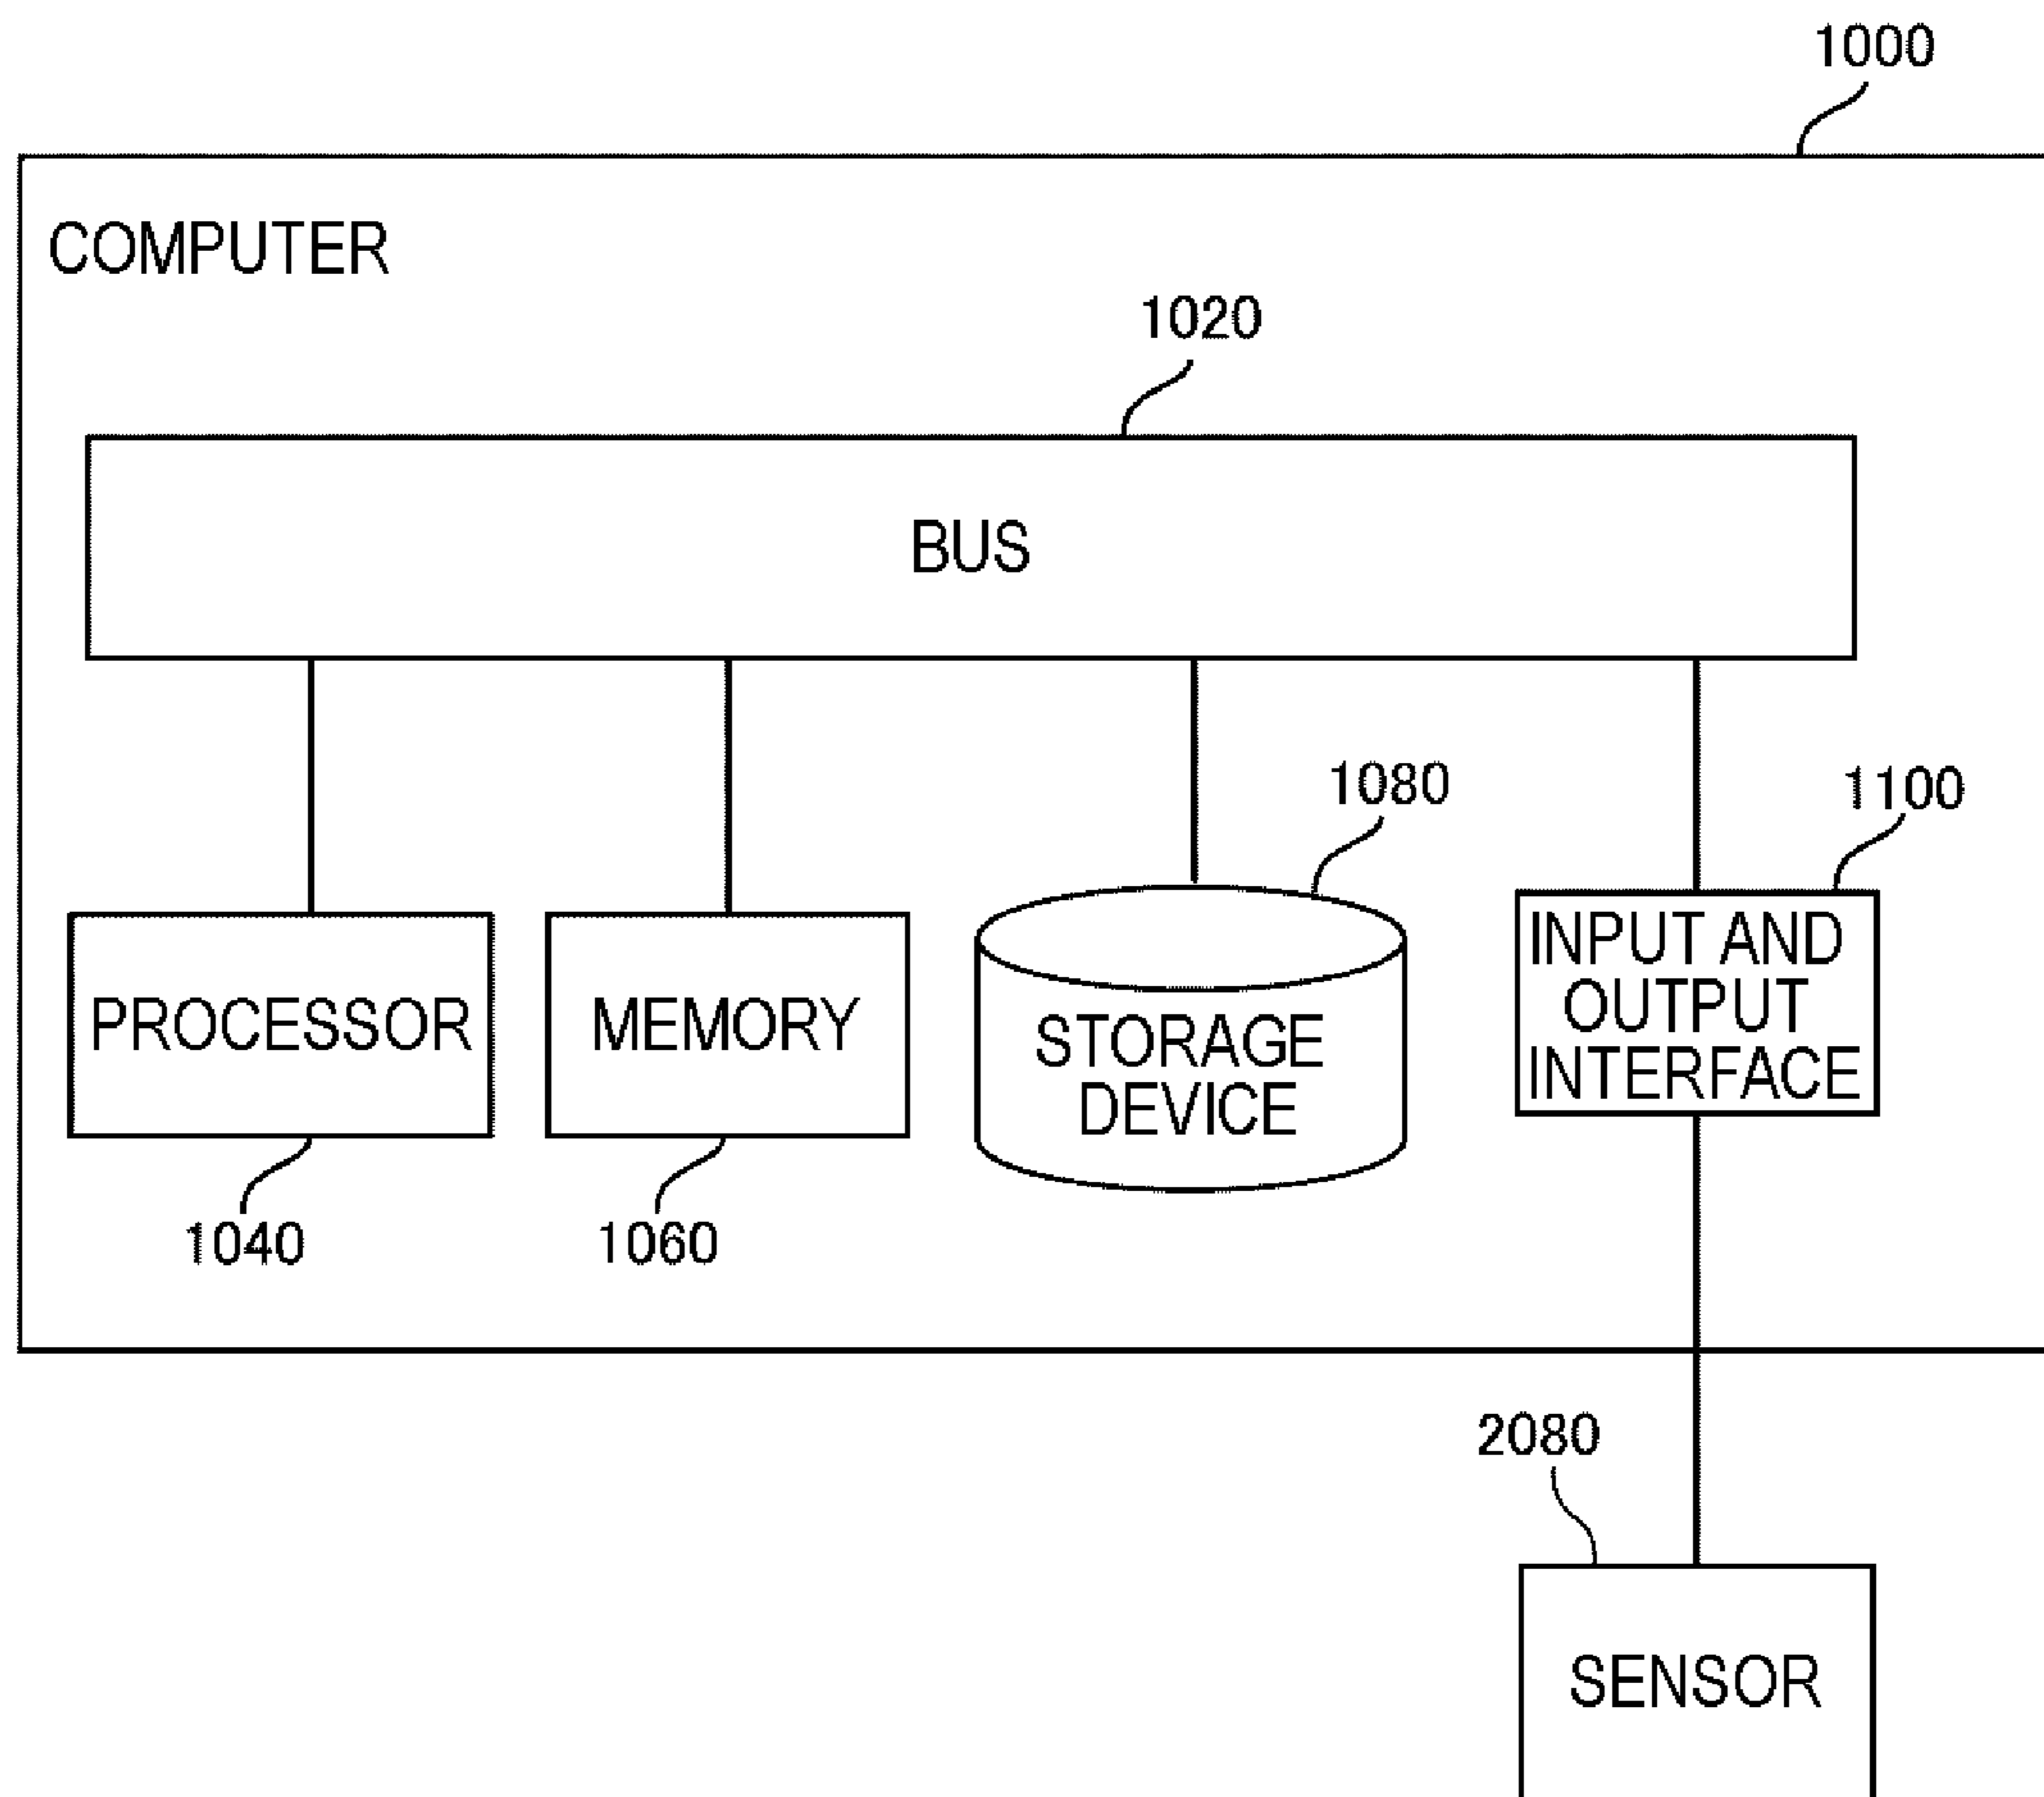 1000
COMPUTER
1020
BUS
1080
1100
PROCESSOR
MEMORY
STORAGE
DEVICE
INPUT AND
OUTPUT
INTERFACE
1040
1060
2080
SENSOR